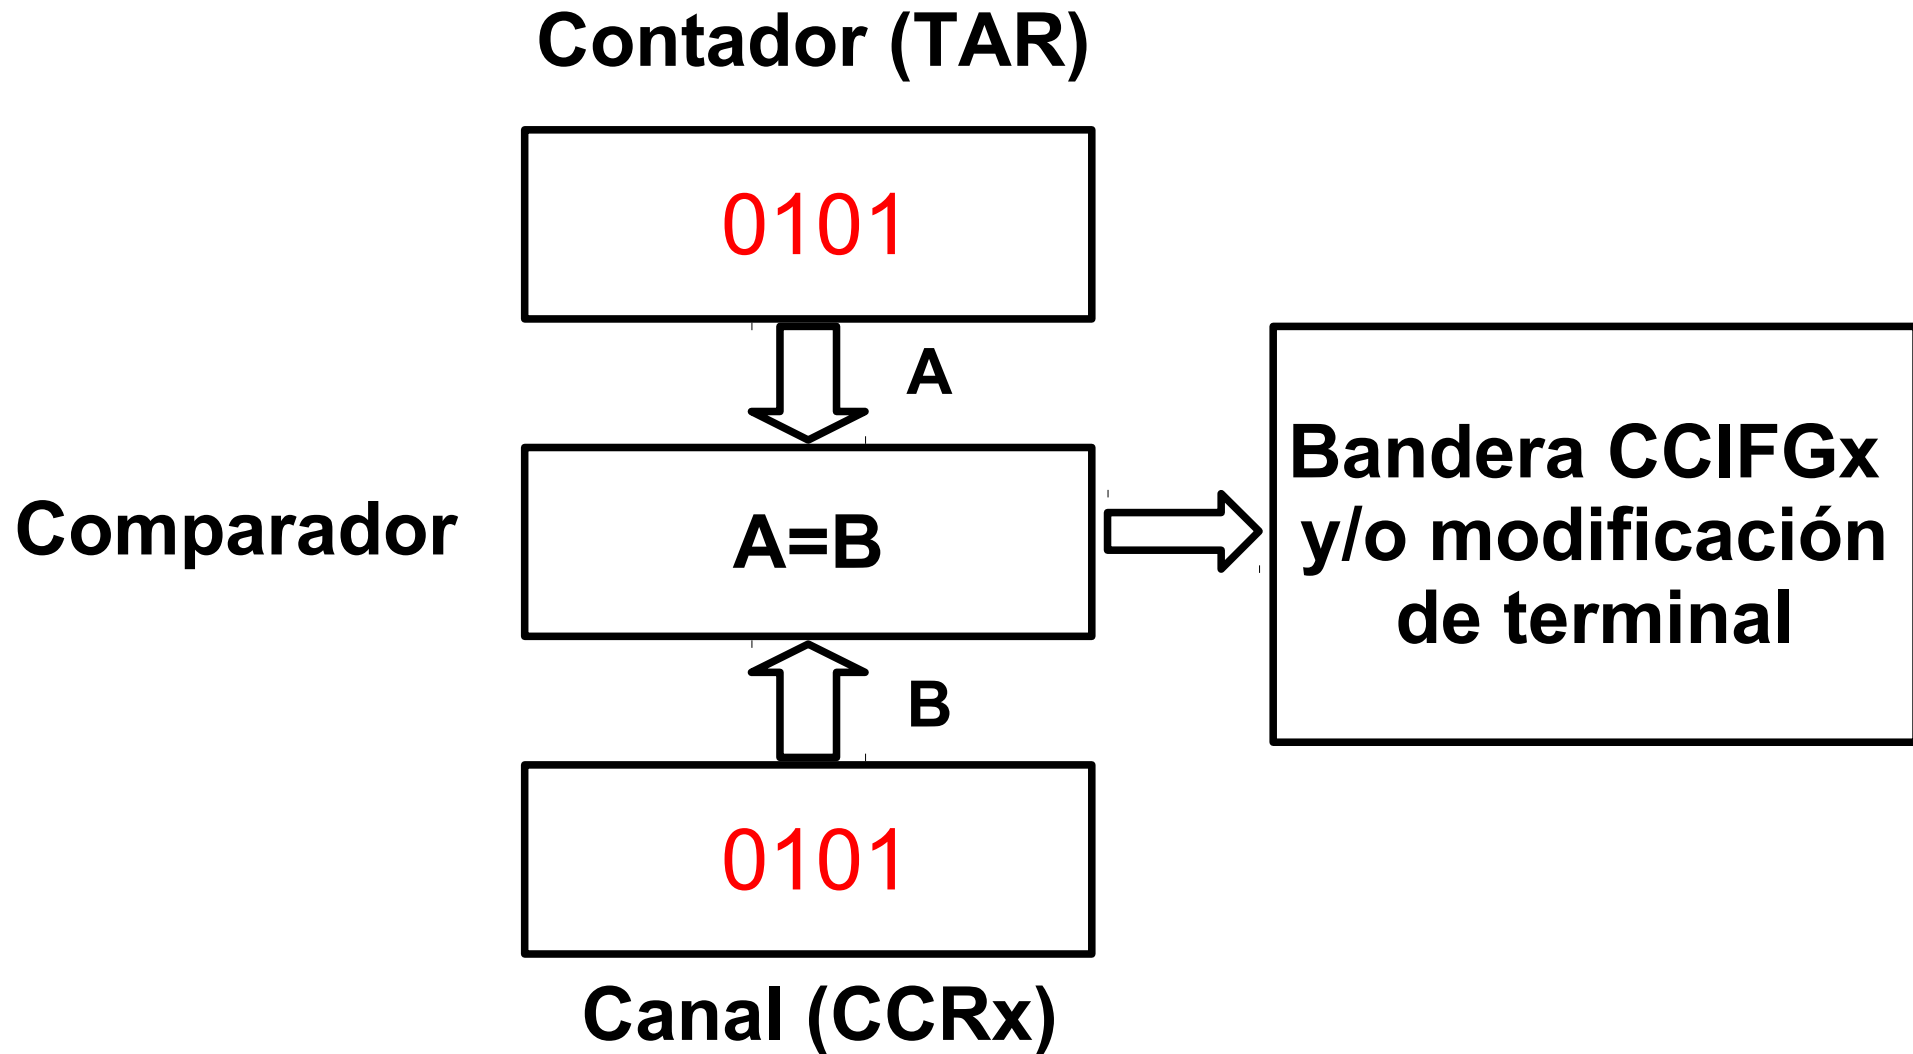 Contador (TAR)
0101
A
Comparador
A=B
Bandera CCIFGx
y/o modificación
de terminal
B
0101
Canal (CCRx)